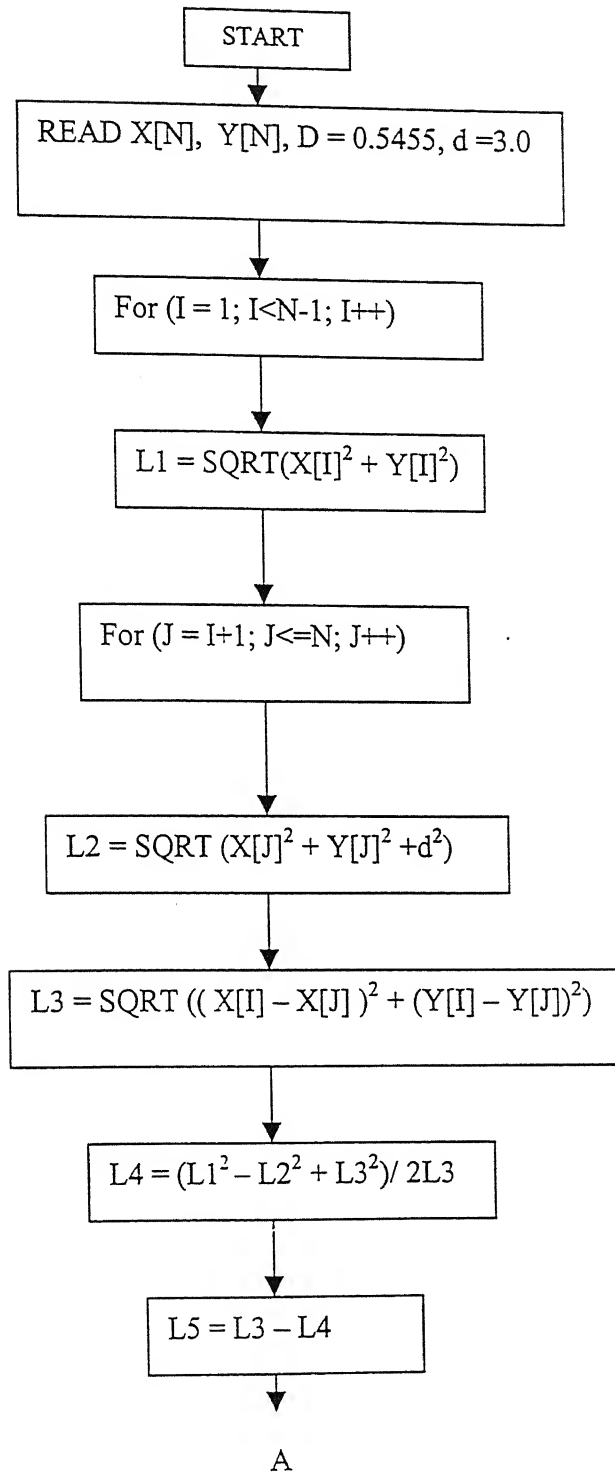 START
READ X[N], Y[N], D = 0.5455, d =3.0
For (I = 1; I<N-1; I++)
L1 = SQRT(X[I]² + Y[I]²)
For (J = I+1; J<=N; J++)
L2 = SQRT (X[J]² + Y[J]² +d²)
L3 = SQRT (( X[I] – X[J] )² + (Y[I] – Y[J])²)
L4 = (L1² – L2² + L3²)/ 2L3
L5 = L3 – L4
A